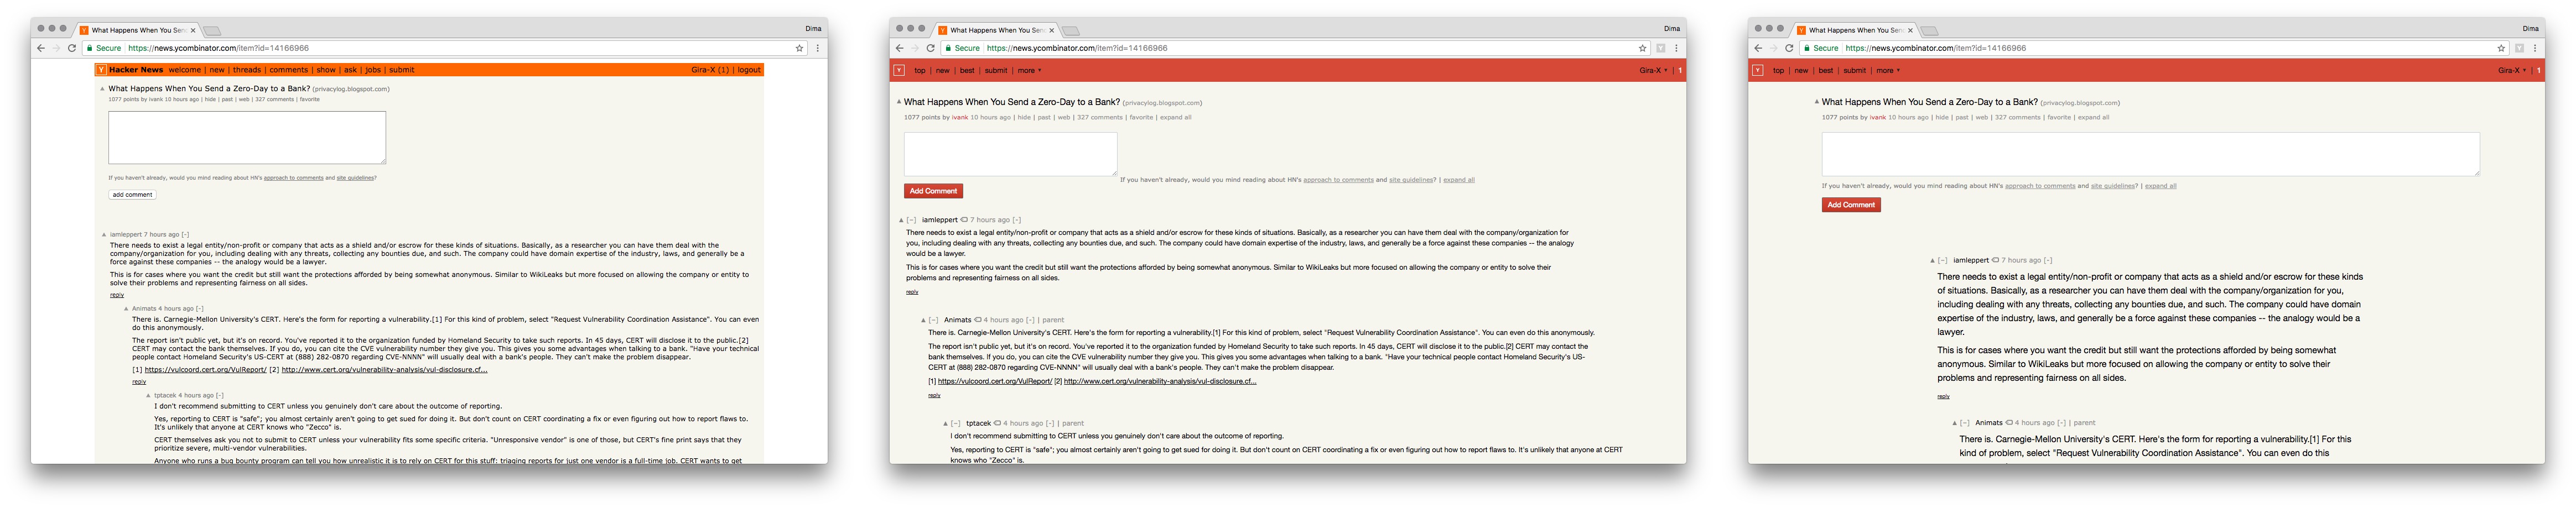 What Happens When You Send
Dima
Secure https://news.ycombinator.com/item?id=14166966
Y Hacker News welcome | new | threads | comments | show | ask | jobs | submit Gira-X (1) | logout
What Happens When You Send a Zero-Day to a Bank? (privacylog.blogspot.com)
1077 points by ivank 10 hours ago | hide | past | web | 327 comments | favorite
If you haven't already, would you mind reading about HN's approach to comments and site guidelines?
add comment
iamleppert 7 hours ago [-]
There needs to exist a legal entity/non-profit or company that acts as a shield and/or escrow for these kinds of situations. Basically, as a researcher you can have them deal with the
company/organization for you, including dealing with any threats, collecting any bounties due, and such. The company could have domain expertise of the industry, laws, and generally be a
force against these companies -- the analogy would be a lawyer.
This is for cases where you want the credit but still want the protections afforded by being somewhat anonymous. Similar to WikiLeaks but more focused on allowing the company or entity to
solve their problems and representing fairness on all sides.
reply
Animats 4 hours ago [-]
There is. Carnegie-Mellon University's CERT. Here's the form for reporting a vulnerability.[1] For this kind of problem, select "Request Vulnerability Coordination Assistance". You can even
do this anonymously.
The report isn't public yet, but it's on record. You've reported it to the organization funded by Homeland Security to take such reports. In 45 days, CERT will disclose it to the public.[2]
CERT may contact the bank themselves. If you do, you can cite the CVE vulnerability number they give you. This gives you some advantages when talking to a bank. "Have your technical
people contact Homeland Security's US-CERT at (888) 282-0870 regarding CVE-NNNN" will usually deal with a bank's people. They can't make the problem disappear.
[1] https://vulcoord.cert.org/VulReport/ [2] http://www.cert.org/vulnerability-analysis/vul-disclosure.cf...
reply
tptacek 4 hours ago [-]
I don't recommend submitting to CERT unless you genuinely don't care about the outcome of reporting.
Yes, reporting to CERT is "safe"; you almost certainly aren't going to get sued for doing it. But don't count on CERT coordinating a fix or even figuring out how to report flaws to.
It's unlikely that anyone at CERT knows who "Zecco" is.
CERT themselves ask you not to submit to CERT unless your vulnerability fits some specific criteria. "Unresponsive vendor" is one of those, but CERT's fine print says that they
prioritize severe, multi-vendor vulnerabilities.
Anyone who runs a bug bounty program can tell you how unrealistic it is to rely on CERT for this stuff: triaging reports for just one vendor is a full-time job. CERT wants to get
What Happens When You Send
Dima
Secure https://news.ycombinator.com/item?id=14166966
Y top | new | best | submit | more Gira-X | 1
What Happens When You Send a Zero-Day to a Bank? (privacylog.blogspot.com)
1077 points by ivank 10 hours ago | hide | past | web | 327 comments | favorite | expand all
If you haven't already, would you mind reading about HN's approach to comments and site guidelines? | expand all
Add Comment
[–] iamleppert 7 hours ago [-]
There needs to exist a legal entity/non-profit or company that acts as a shield and/or escrow for these kinds of situations. Basically, as a researcher you can have them deal with the company/organization for
you, including dealing with any threats, collecting any bounties due, and such. The company could have domain expertise of the industry, laws, and generally be a force against these companies -- the analogy
would be a lawyer.
This is for cases where you want the credit but still want the protections afforded by being somewhat anonymous. Similar to WikiLeaks but more focused on allowing the company or entity to solve their
problems and representing fairness on all sides.
reply
[–] Animats 4 hours ago [-] | parent
There is. Carnegie-Mellon University's CERT. Here's the form for reporting a vulnerability.[1] For this kind of problem, select "Request Vulnerability Coordination Assistance". You can even do this anonymously.
The report isn't public yet, but it's on record. You've reported it to the organization funded by Homeland Security to take such reports. In 45 days, CERT will disclose it to the public.[2] CERT may contact the
bank themselves. If you do, you can cite the CVE vulnerability number they give you. This gives you some advantages when talking to a bank. "Have your technical people contact Homeland Security's US-
CERT at (888) 282-0870 regarding CVE-NNNN" will usually deal with a bank's people. They can't make the problem disappear.
[1] https://vulcoord.cert.org/VulReport/ [2] http://www.cert.org/vulnerability-analysis/vul-disclosure.cf...
reply
[–] tptacek 4 hours ago [-] | parent
I don't recommend submitting to CERT unless you genuinely don't care about the outcome of reporting.
Yes, reporting to CERT is "safe"; you almost certainly aren't going to get sued for doing it. But don't count on CERT coordinating a fix or even figuring out how to report flaws to. It's unlikely that anyone at CERT
knows who "Zecco" is.
What Happens When You Send
Dima
Secure https://news.ycombinator.com/item?id=14166966
Y top | new | best | submit | more Gira-X | 1
What Happens When You Send a Zero-Day to a Bank? (privacylog.blogspot.com)
1077 points by ivank 10 hours ago | hide | past | web | 327 comments | favorite | expand all
If you haven't already, would you mind reading about HN's approach to comments and site guidelines? | expand all
Add Comment
[–] iamleppert 7 hours ago [-]
There needs to exist a legal entity/non-profit or company that acts as a shield and/or escrow for these kinds
of situations. Basically, as a researcher you can have them deal with the company/organization for you,
including dealing with any threats, collecting any bounties due, and such. The company could have domain
expertise of the industry, laws, and generally be a force against these companies -- the analogy would be a
lawyer.
This is for cases where you want the credit but still want the protections afforded by being somewhat
anonymous. Similar to WikiLeaks but more focused on allowing the company or entity to solve their
problems and representing fairness on all sides.
reply
[–] Animats 4 hours ago [-] | parent
There is. Carnegie-Mellon University's CERT. Here's the form for reporting a vulnerability.[1] For this
kind of problem, select "Request Vulnerability Coordination Assistance". You can even do this